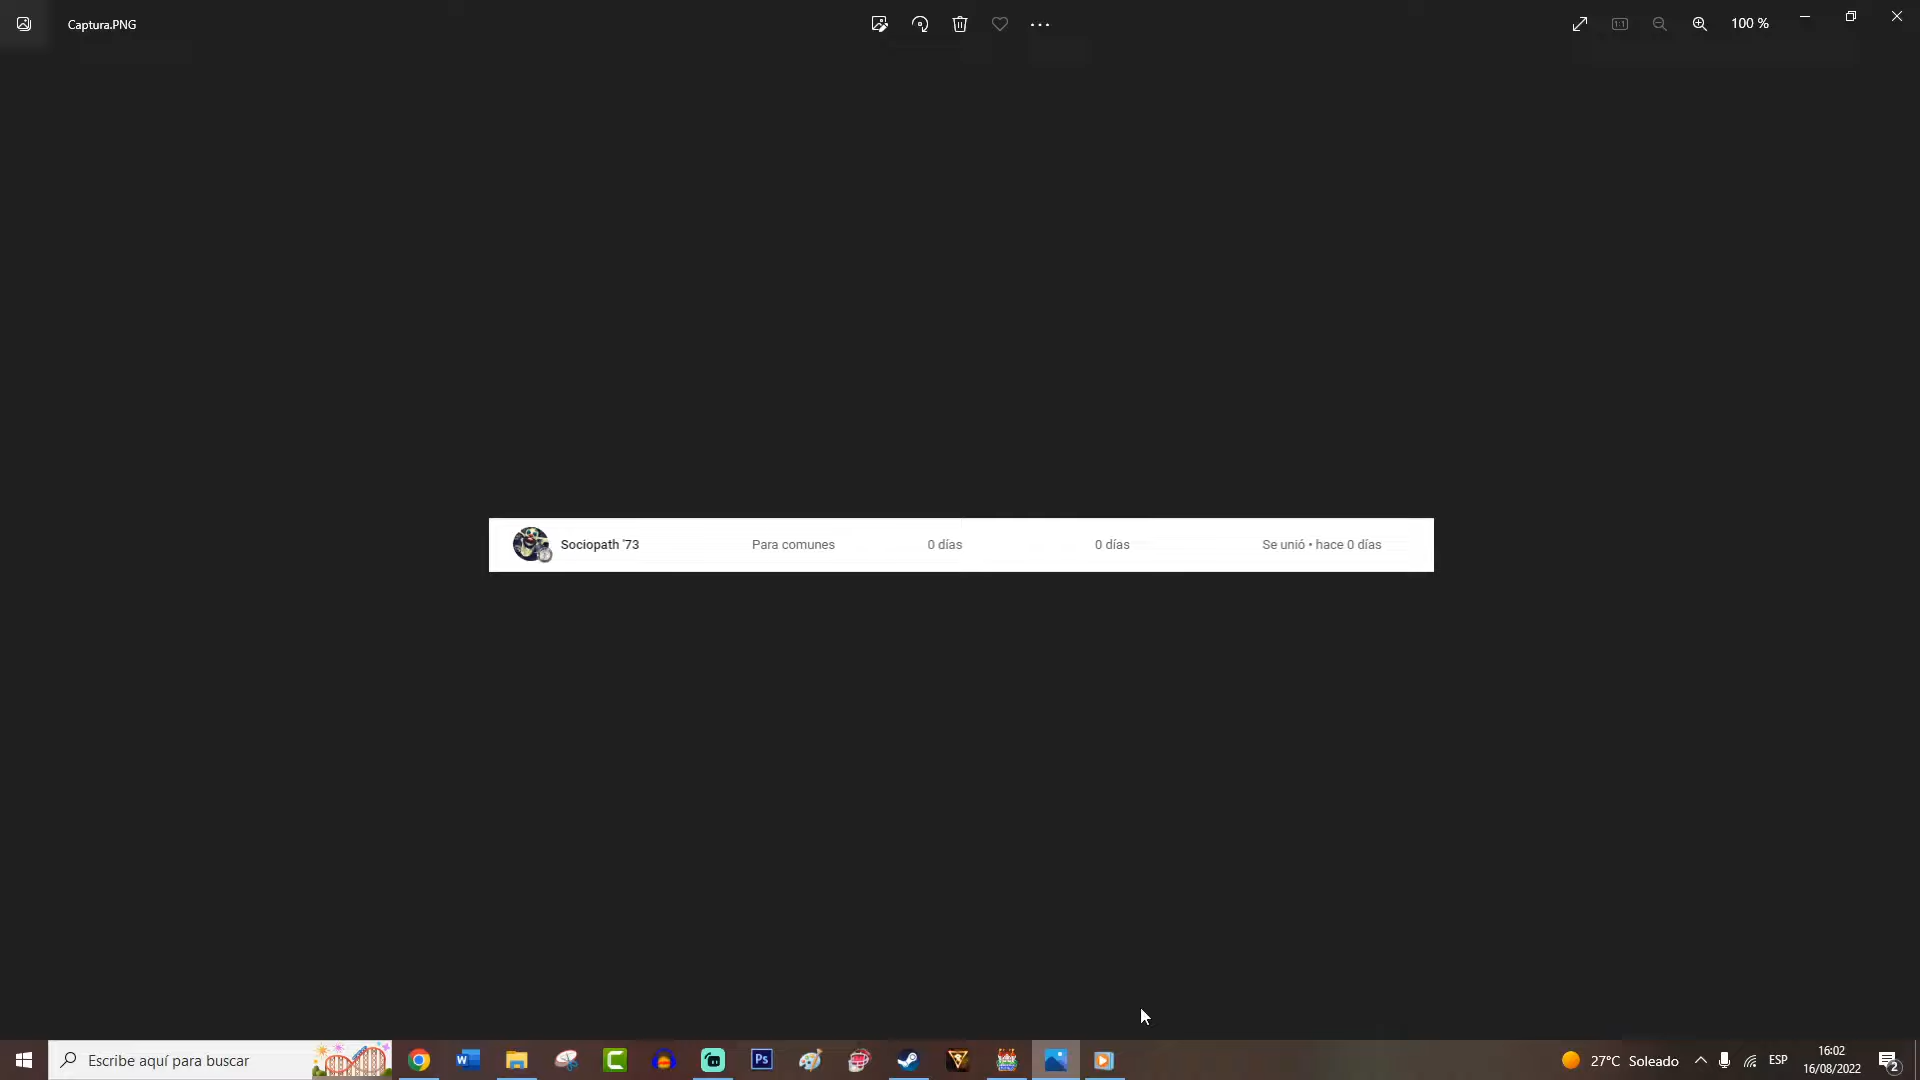 Captura.PNG
100 %
Sociopath '73 Para comunes 0 días 0 días Se unió • hace 0 días
Escribe aquí para buscar
27°C Soleado
ESP
16:02
16/08/2022
2